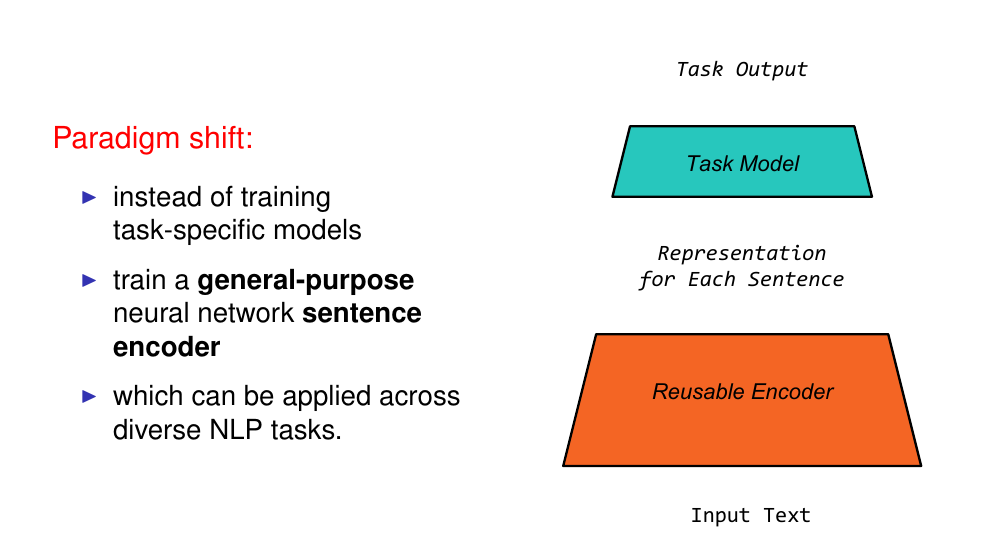 Paradigm shift:
► instead of training
task-specific models
► train a general-purpose
neural network sentence
encoder
► which can be applied across
diverse NLP tasks.
Task Output
Task Model
Representation
for Each Sentence
Reusable Encoder
Input Text